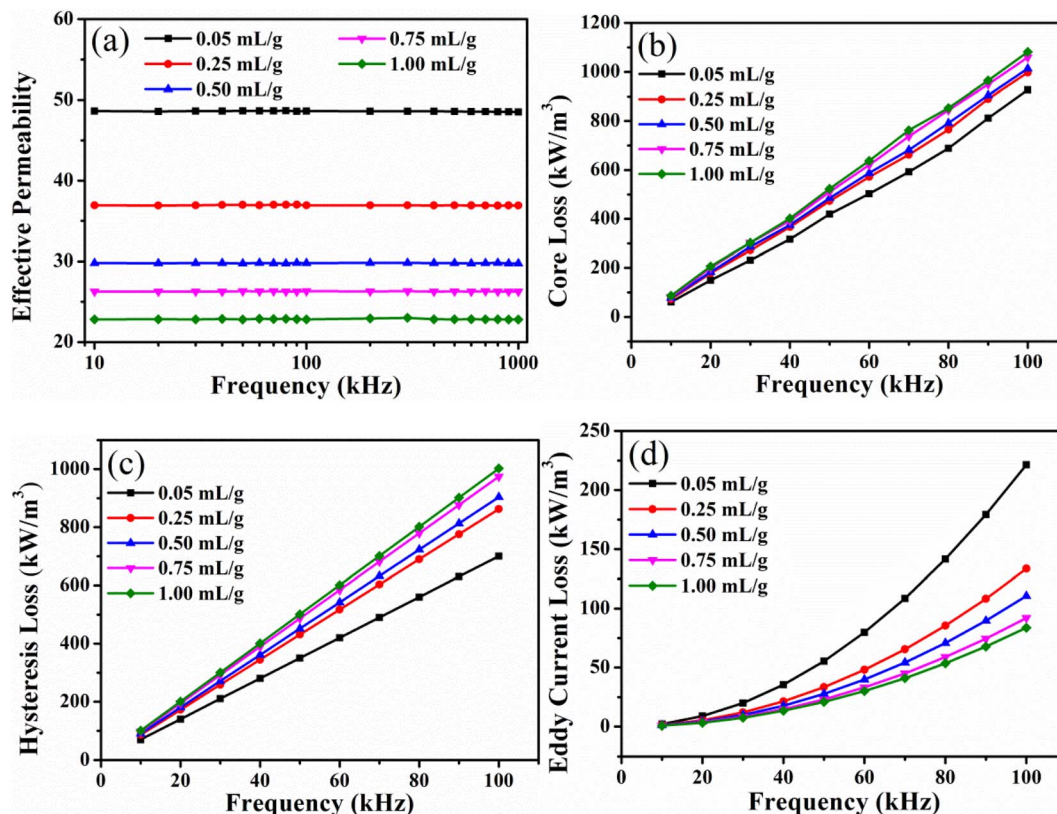 (a)
0.05 mL/g
0.75 mL/g
0.25 mL/g
1.00 mL/g
0.50 mL/g
Effective Permeability
60
50
40
30
20
10
100
1000
Frequency (kHz)
(b)
0.05 mL/g
0.25 mL/g
0.50 mL/g
0.75 mL/g
1.00 mL/g
Core Loss (kW/m³)
1200
1000
800
600
400
200
0
0
20
40
60
80
100
Frequency (kHz)
(c)
0.05 mL/g
0.25 mL/g
0.50 mL/g
0.75 mL/g
1.00 mL/g
Hysteresis Loss (kW/m³)
1000
800
600
400
200
0
0
20
40
60
80
100
Frequency (kHz)
(d)
0.05 mL/g
0.25 mL/g
0.50 mL/g
0.75 mL/g
1.00 mL/g
Eddy Current Loss (kW/m³)
250
200
150
100
50
0
0
20
40
60
80
100
Frequency (kHz)